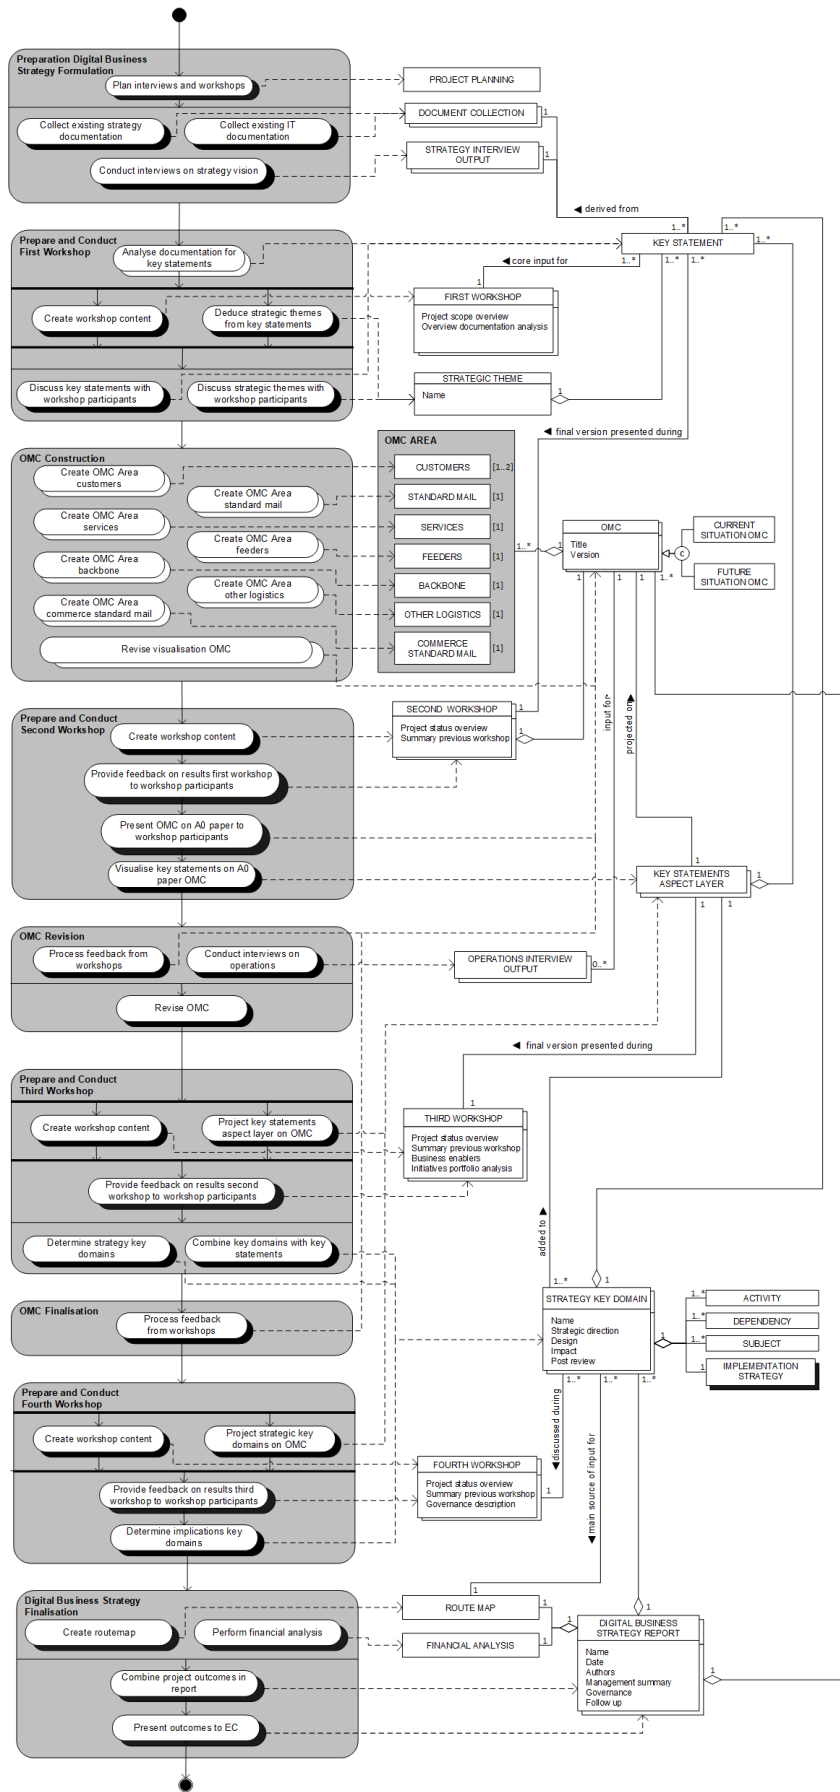 Preparation Digital Business
Strategy Formulation
Plan interviews and workshops
PROJECT PLANNING
Collect existing strategy
documentation
Collect existing IT
documentation
DOCUMENT COLLECTION
1
Conduct interviews on strategy vision
STRATEGY INTERVIEW
OUTPUT
1
◄ derived from
1..*
1..*
Prepare and Conduct
First Workshop
Analyse documentation for
key statements
KEY STATEMENT
1..*
1..*
1..*
1..*
◄ core input for
1
Create workshop content
Deduce strategic themes
from key statements
FIRST WORKSHOP
Project scope overview
Overview documentation analysis
Discuss key statements with
workshop participants
Discuss strategic themes with
workshop participants
STRATEGIC THEME
Name
1
◄ final version presented during
OMC Construction
Create OMC Area
customers
Create OMC Area
standard mail
Create OMC Area
services
Create OMC Area
feeders
Create OMC Area
backbone
Create OMC Area
other logistics
Create OMC Area
commerce standard mail
Revise visualisation OMC
OMC AREA
CUSTOMERS
[1..2]
STANDARD MAIL
[1]
SERVICES
[1]
FEEDERS
[1]
BACKBONE
[1]
OTHER LOGISTICS
[1]
COMMERCE
STANDARD MAIL
[1]
1..*
1
OMC
Title
Version
C
CURRENT
SITUATION OMC
FUTURE
SITUATION OMC
1
1
1
1..*
Prepare and Conduct
Second Workshop
Create workshop content
SECOND WORKSHOP
Project status overview
Summary previous workshop
1
1
input for
projected on►
Provide feedback on results first workshop
to workshop participants
Present OMC on A0 paper to
workshop participants
Visualise key statements on A0
paper OMC
1
KEY STATEMENTS
ASPECT LAYER
1
1
1
OMC Revision
Process feedback from
workshops
Conduct interviews on
operations
OPERATIONS INTERVIEW
OUTPUT
0..*
Revise OMC
◄ final version presented during
Prepare and Conduct
Third Workshop
Create workshop content
Project key statements
aspect layer on OMC
1
THIRD WORKSHOP
Project status overview
Summary previous workshop
Business enablers
Initiatives portfolio analysis
Provide feedback on results second
workshop to workshop participants
Determine strategy key
domains
Combine key domains with key
statements
added to ►
1..*
1
OMC Finalisation
Process feedback
from workshops
STRATEGY KEY DOMAIN
Name
Strategic direction
Design
Impact
Post review
1
1..*
ACTIVITY
1..*
DEPENDENCY
1..*
SUBJECT
1
IMPLEMENTATION
STRATEGY
1..*
1..*
1..*
Prepare and Conduct
Fourth Workshop
Create workshop content
Project strategic key
domains on OMC
◄discussed during
◄main source of input for
FOURTH WORKSHOP
Project status overview
Summary previous workshop
Governance description
1
Provide feedback on results third
workshop to workshop participants
Determine implications key
domains
Digital Business Strategy
Finalisation
Create routemap
Perform financial analysis
1
ROUTE MAP
1
FINANCIAL ANALYSIS
1
1
1
DIGITAL BUSINESS
STRATEGY REPORT
Name
Date
Authors
Management summary
Governance
Follow up
1
Combine project outcomes in
report
Present outcomes to EC